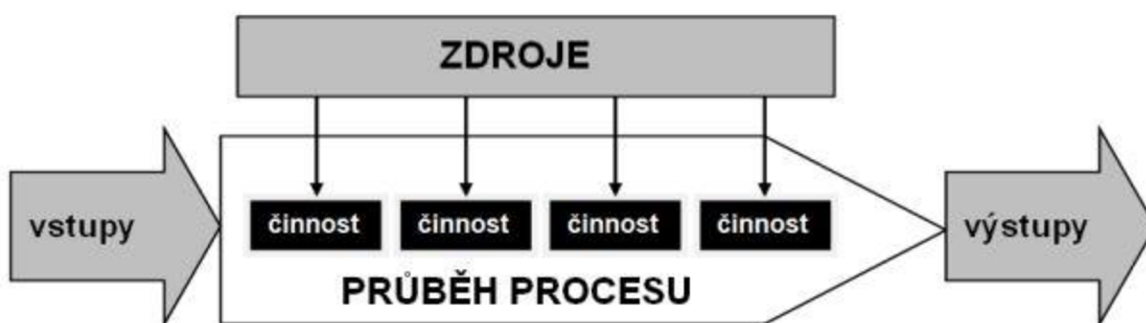 ZDROJE
vstupy
činnost činnost činnost činnost
výstupy
PRŮBĚH PROCESU